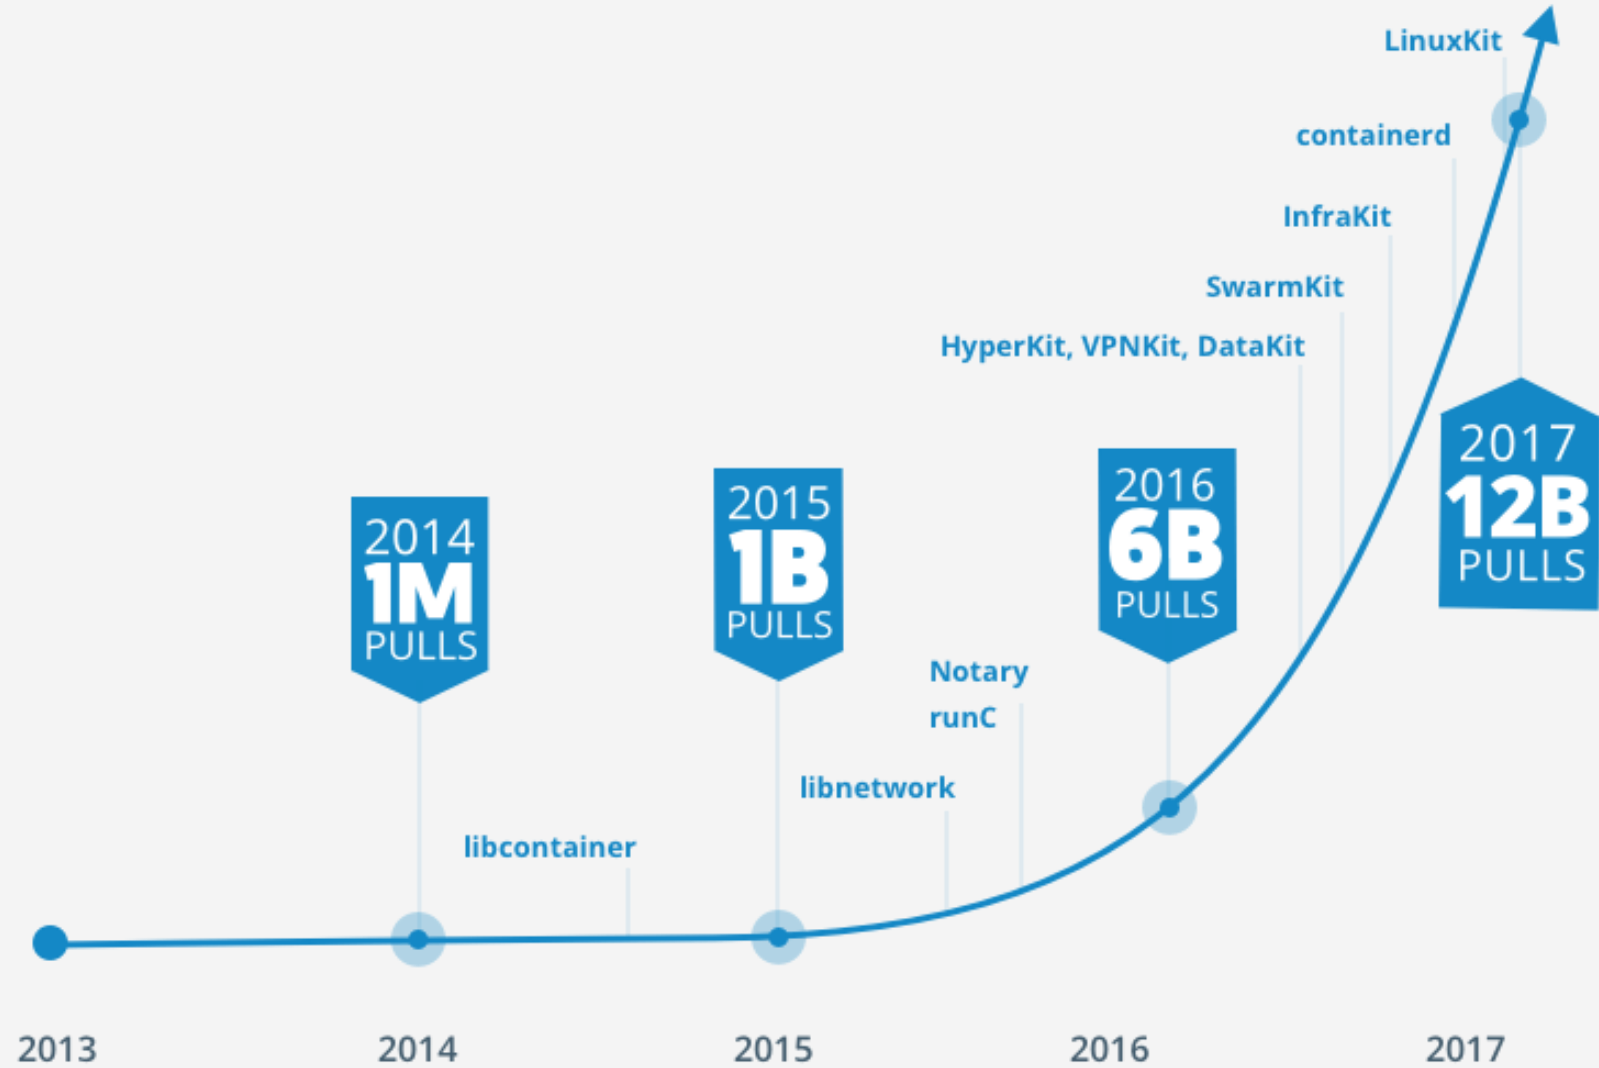 LinuxKit
containerd
InfraKit
SwarmKit
HyperKit, VPNKit, DataKit
2014
1M
PULLS
2015
1B
PULLS
2016
6B
PULLS
2017
12B
PULLS
Notary
runC
libnetwork
libcontainer
2013
2014
2015
2016
2017